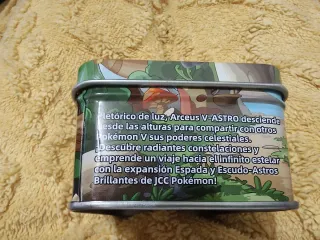 Pletórico de luz, Arceus V-ASTRO desciende
desde las alturas para compartir con otros
Pokémon V sus poderes celestiales.
¡Descubre radiantes constelaciones y
emprende un viaje hacia el infinito estelar
con la expansión Espada y Escudo-Astros
Brillantes de JCC Pokémon!